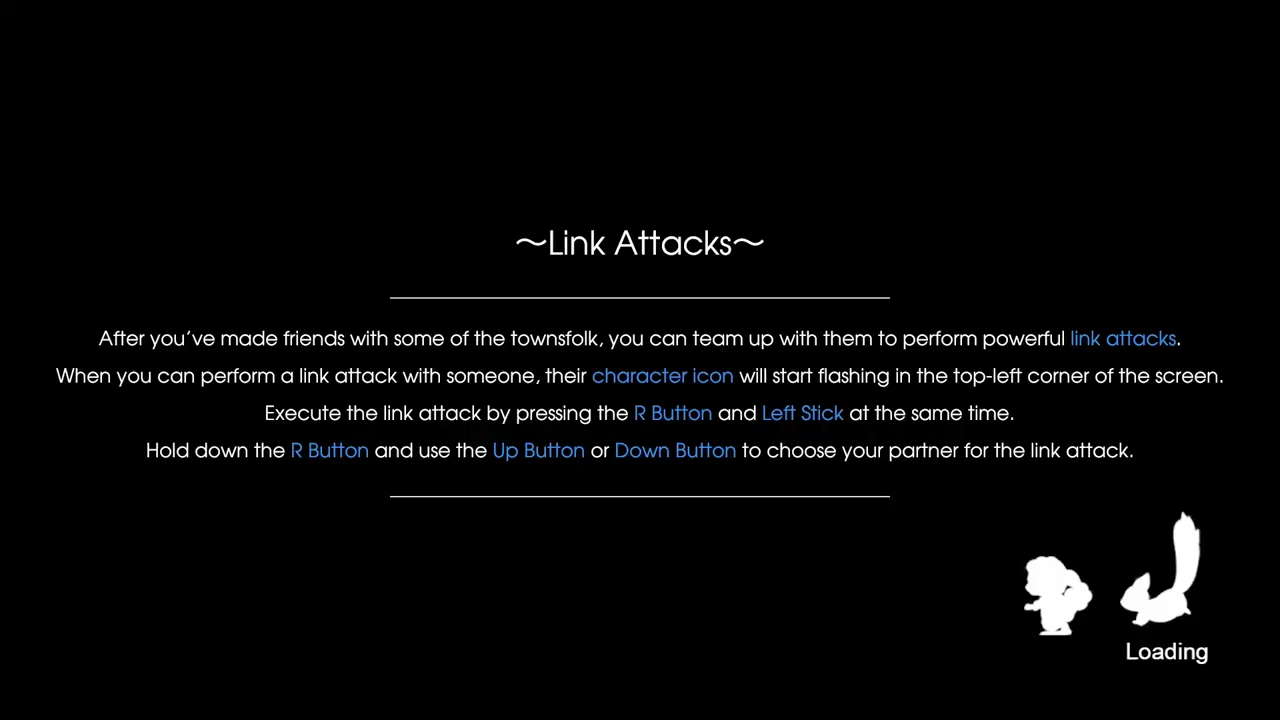 ～Link Attacks～
After you’ve made friends with some of the townsfolk, you can team up with them to perform powerful link attacks.
When you can perform a link attack with someone, their character icon will start flashing in the top-left corner of the screen.
Execute the link attack by pressing the R Button and Left Stick at the same time.
Hold down the R Button and use the Up Button or Down Button to choose your partner for the link attack.
Loading